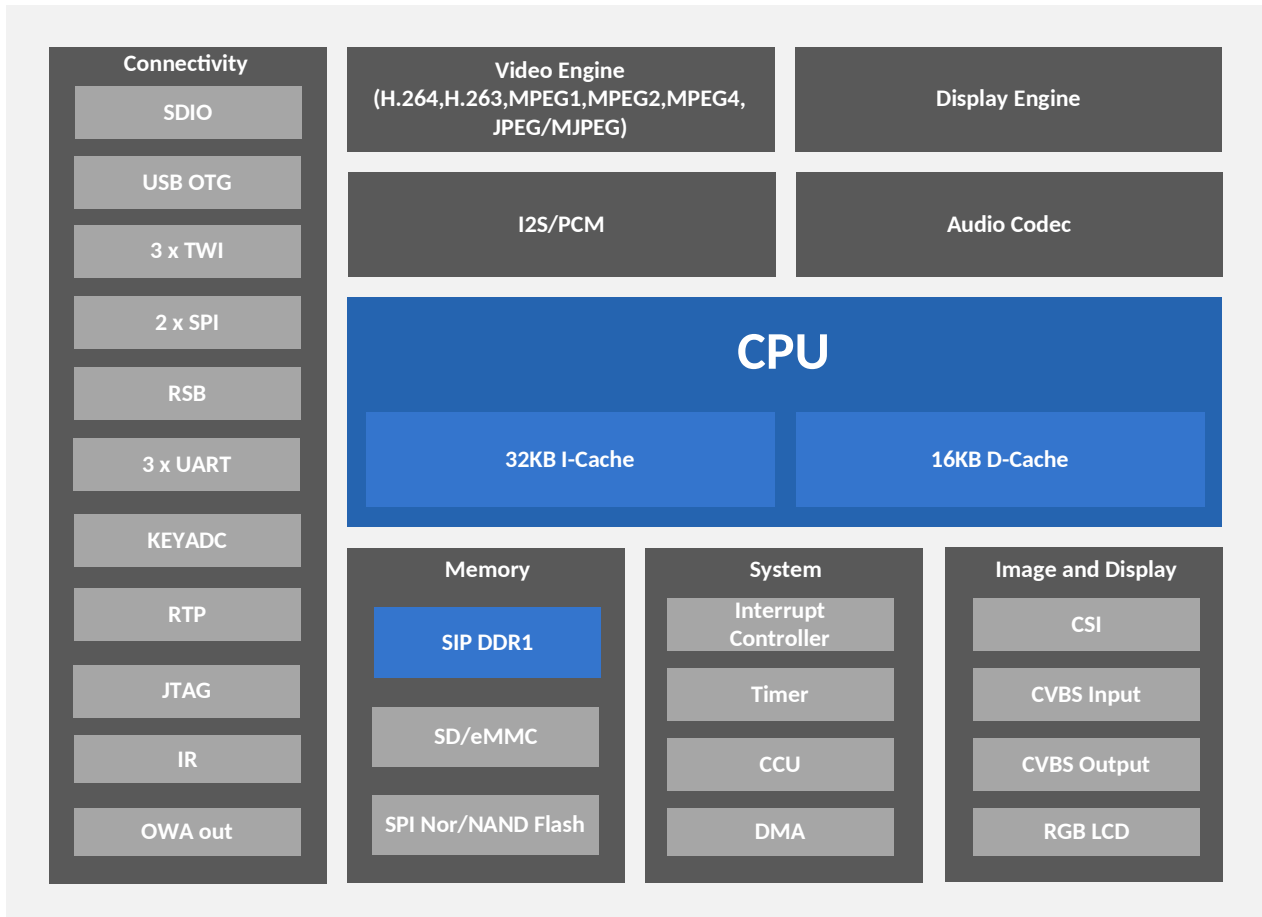 Connectivity
SDIO
USB OTG
3 x TWI
2 x SPI
RSB
3 x UART
KEYADC
RTP
JTAG
IR
OWA out
Video Engine
(H.264,H.263,MPEG1,MPEG2,MPEG4,
JPEG/MJPEG)
Display Engine
I2S/PCM
Audio Codec
CPU
32KB I-Cache
16KB D-Cache
Memory
SIP DDR1
SD/eMMC
SPI Nor/NAND Flash
System
Interrupt
Controller
Timer
CCU
DMA
Image and Display
CSI
CVBS Input
CVBS Output
RGB LCD